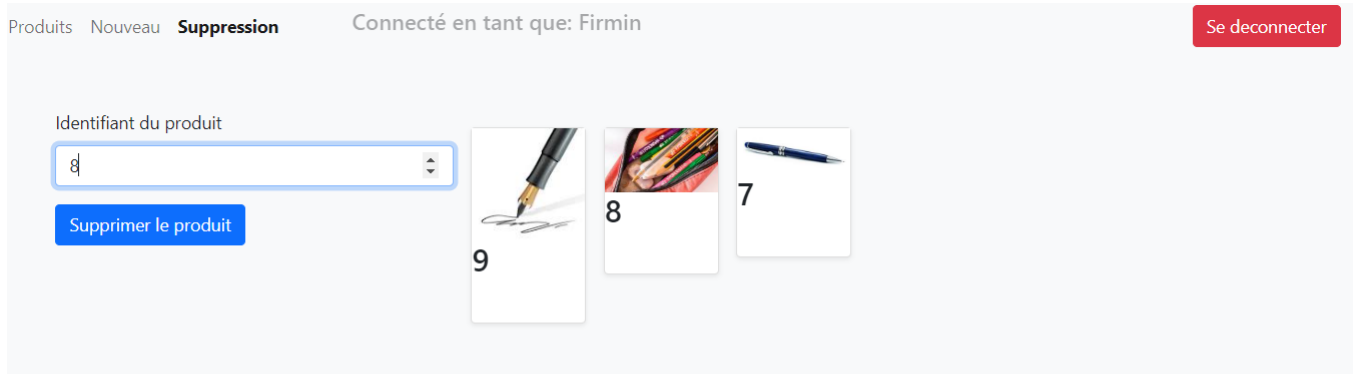 Produits Nouveau Suppression Connecté en tant que: Firmin Se deconnecter
Identifiant du produit
8
Supprimer le produit
9
8
7